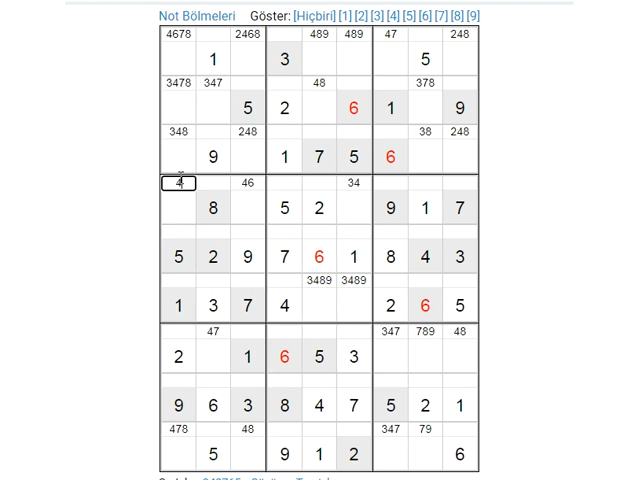 Not Bölmeleri Göster: [Hiçbiri] [1] [2] [3] [4] [5] [6] [7] [8] [9]
4678 2468 489 489 47 248
1 3 5
3478 347 48 378
5 2 6 1 9
348 248 38 248
9 1 7 5 6
4 46 34
8 5 2 9 1 7
5 2 9 7 6 1 8 4 3
3489 3489
1 3 7 4 2 6 5
47 347 789 48
2 1 6 5 3
9 6 3 8 4 7 5 2 1
478 48 347 79
5 9 1 2 6